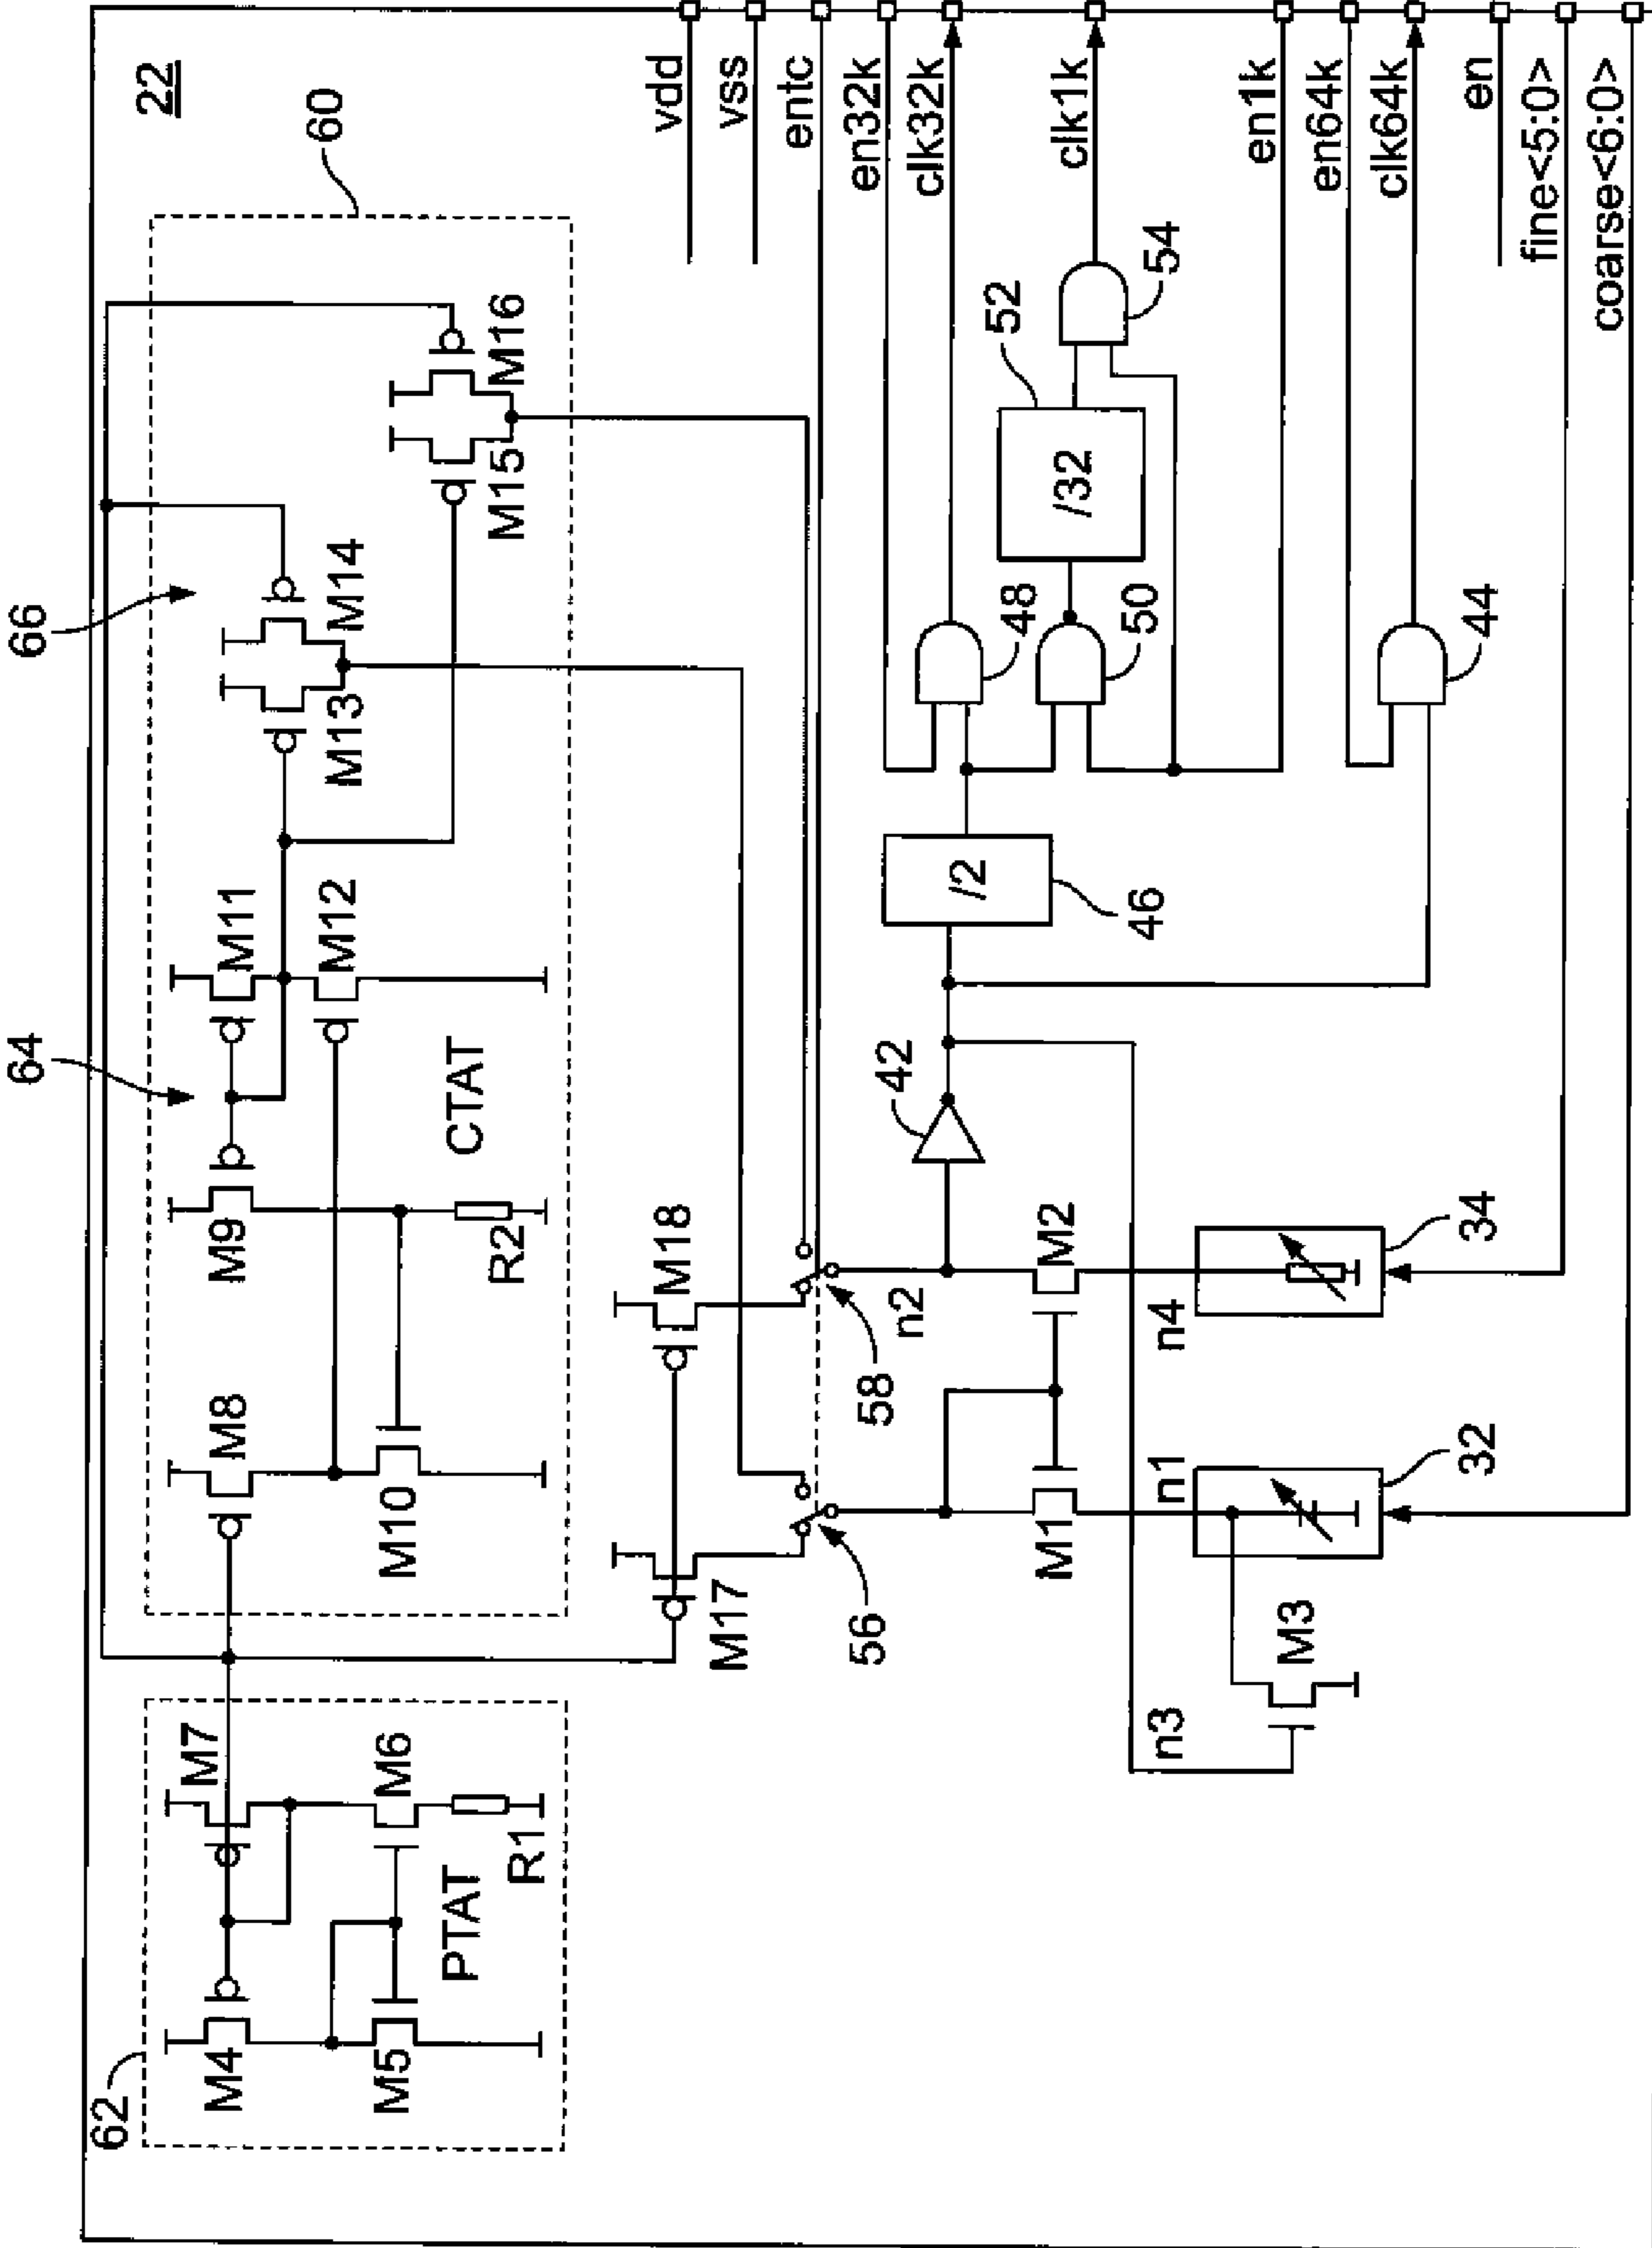 22
60
62
64
66
M4
M7
M5
M6
PTAT
R1
M8
M9
M10
R2
CTAT
M11
M12
M13
M14
M15
M16
M17
M18
56
58
n2
42
n1
n4
M1
M2
n3
M3
32
34
/2
46
48
50
/32
52
54
44
vdd
vss
entc
en32k
clk32k
clk1k
en1k
en64k
clk64k
en
fine<5:0>
coarse<6:0>